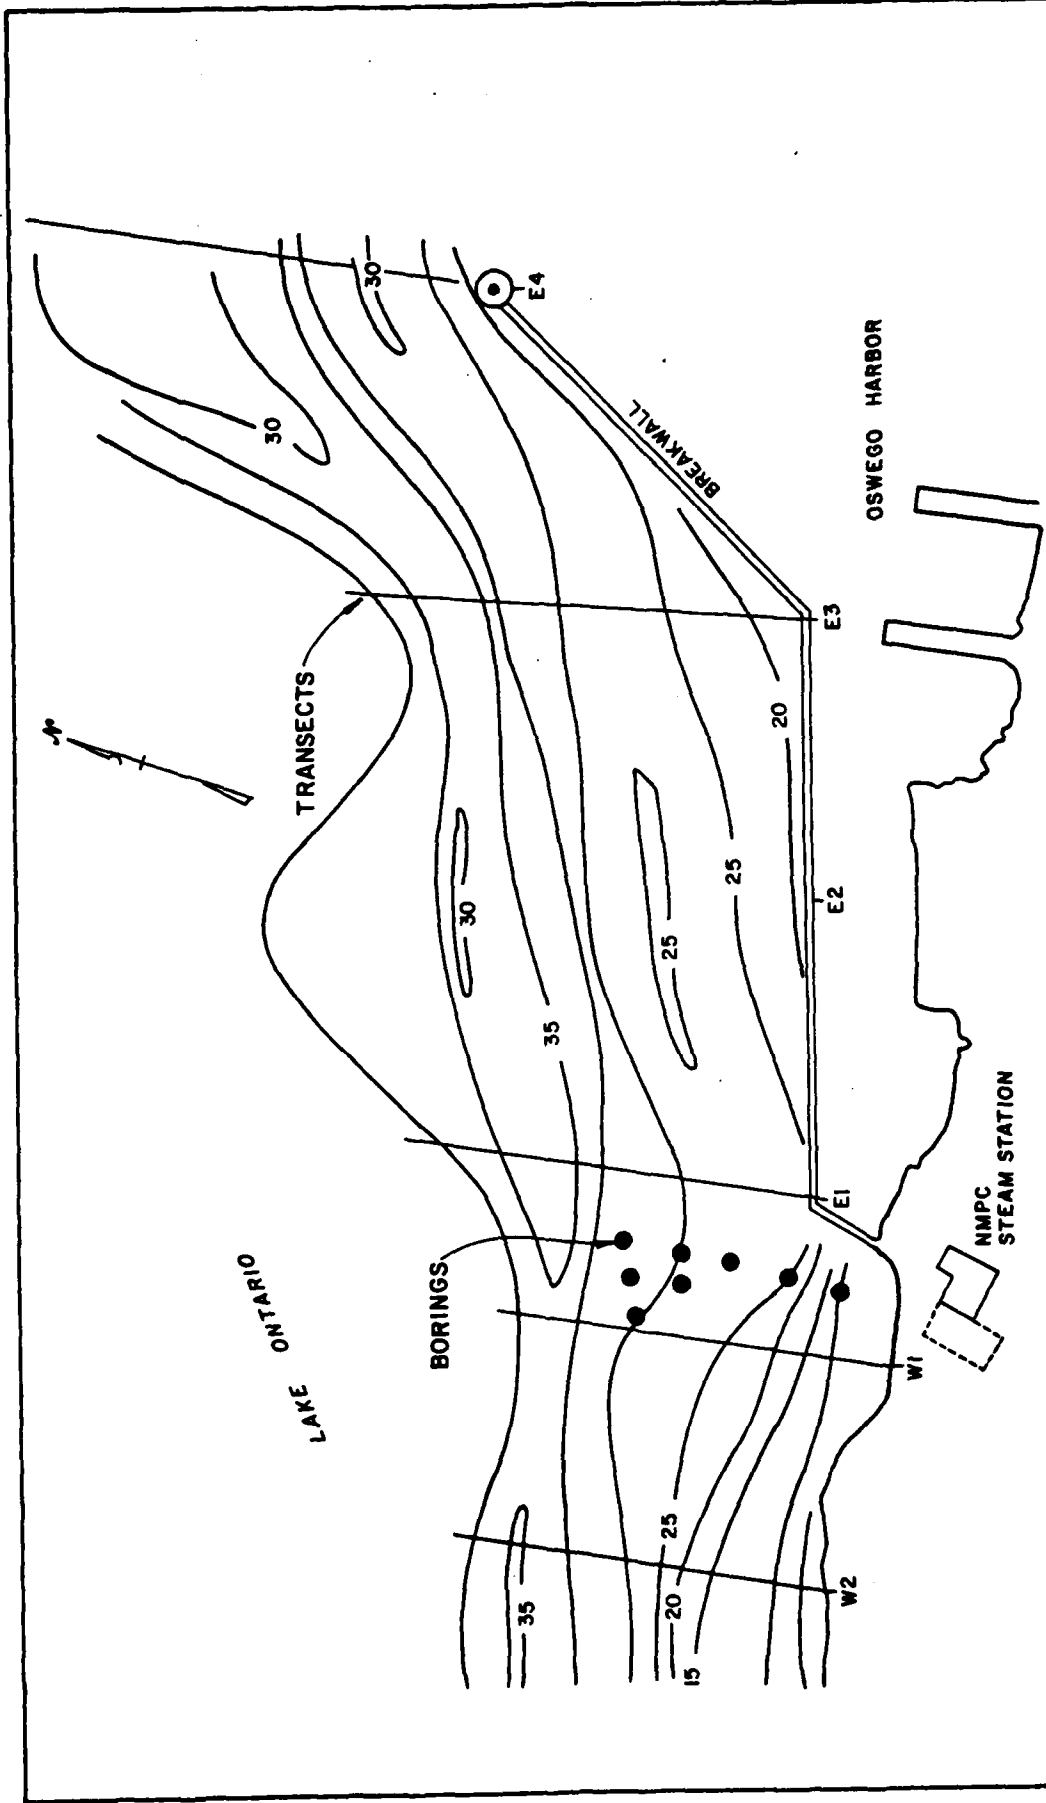 N
LAKE ONTARIO
TRANSECTS
BORINGS
BREAKWALL
OSWEGO HARBOR
NMPC
STEAM STATION
W2
W1
E1
E2
E3
E4
35
35
30
30
30
25
25
25
20
20
15